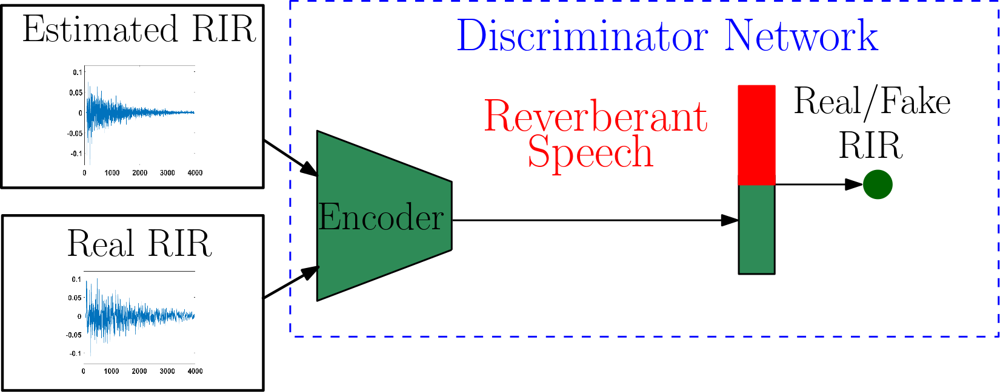 Estimated RIR
0.1
0.05
0
-0.05
-0.1
0 1000 2000 3000 4000
Real RIR
0.1
0.05
0
-0.05
-0.1
0 1000 2000 3000 4000
Discriminator Network
Encoder
Reverberant
Speech
Real/Fake
RIR